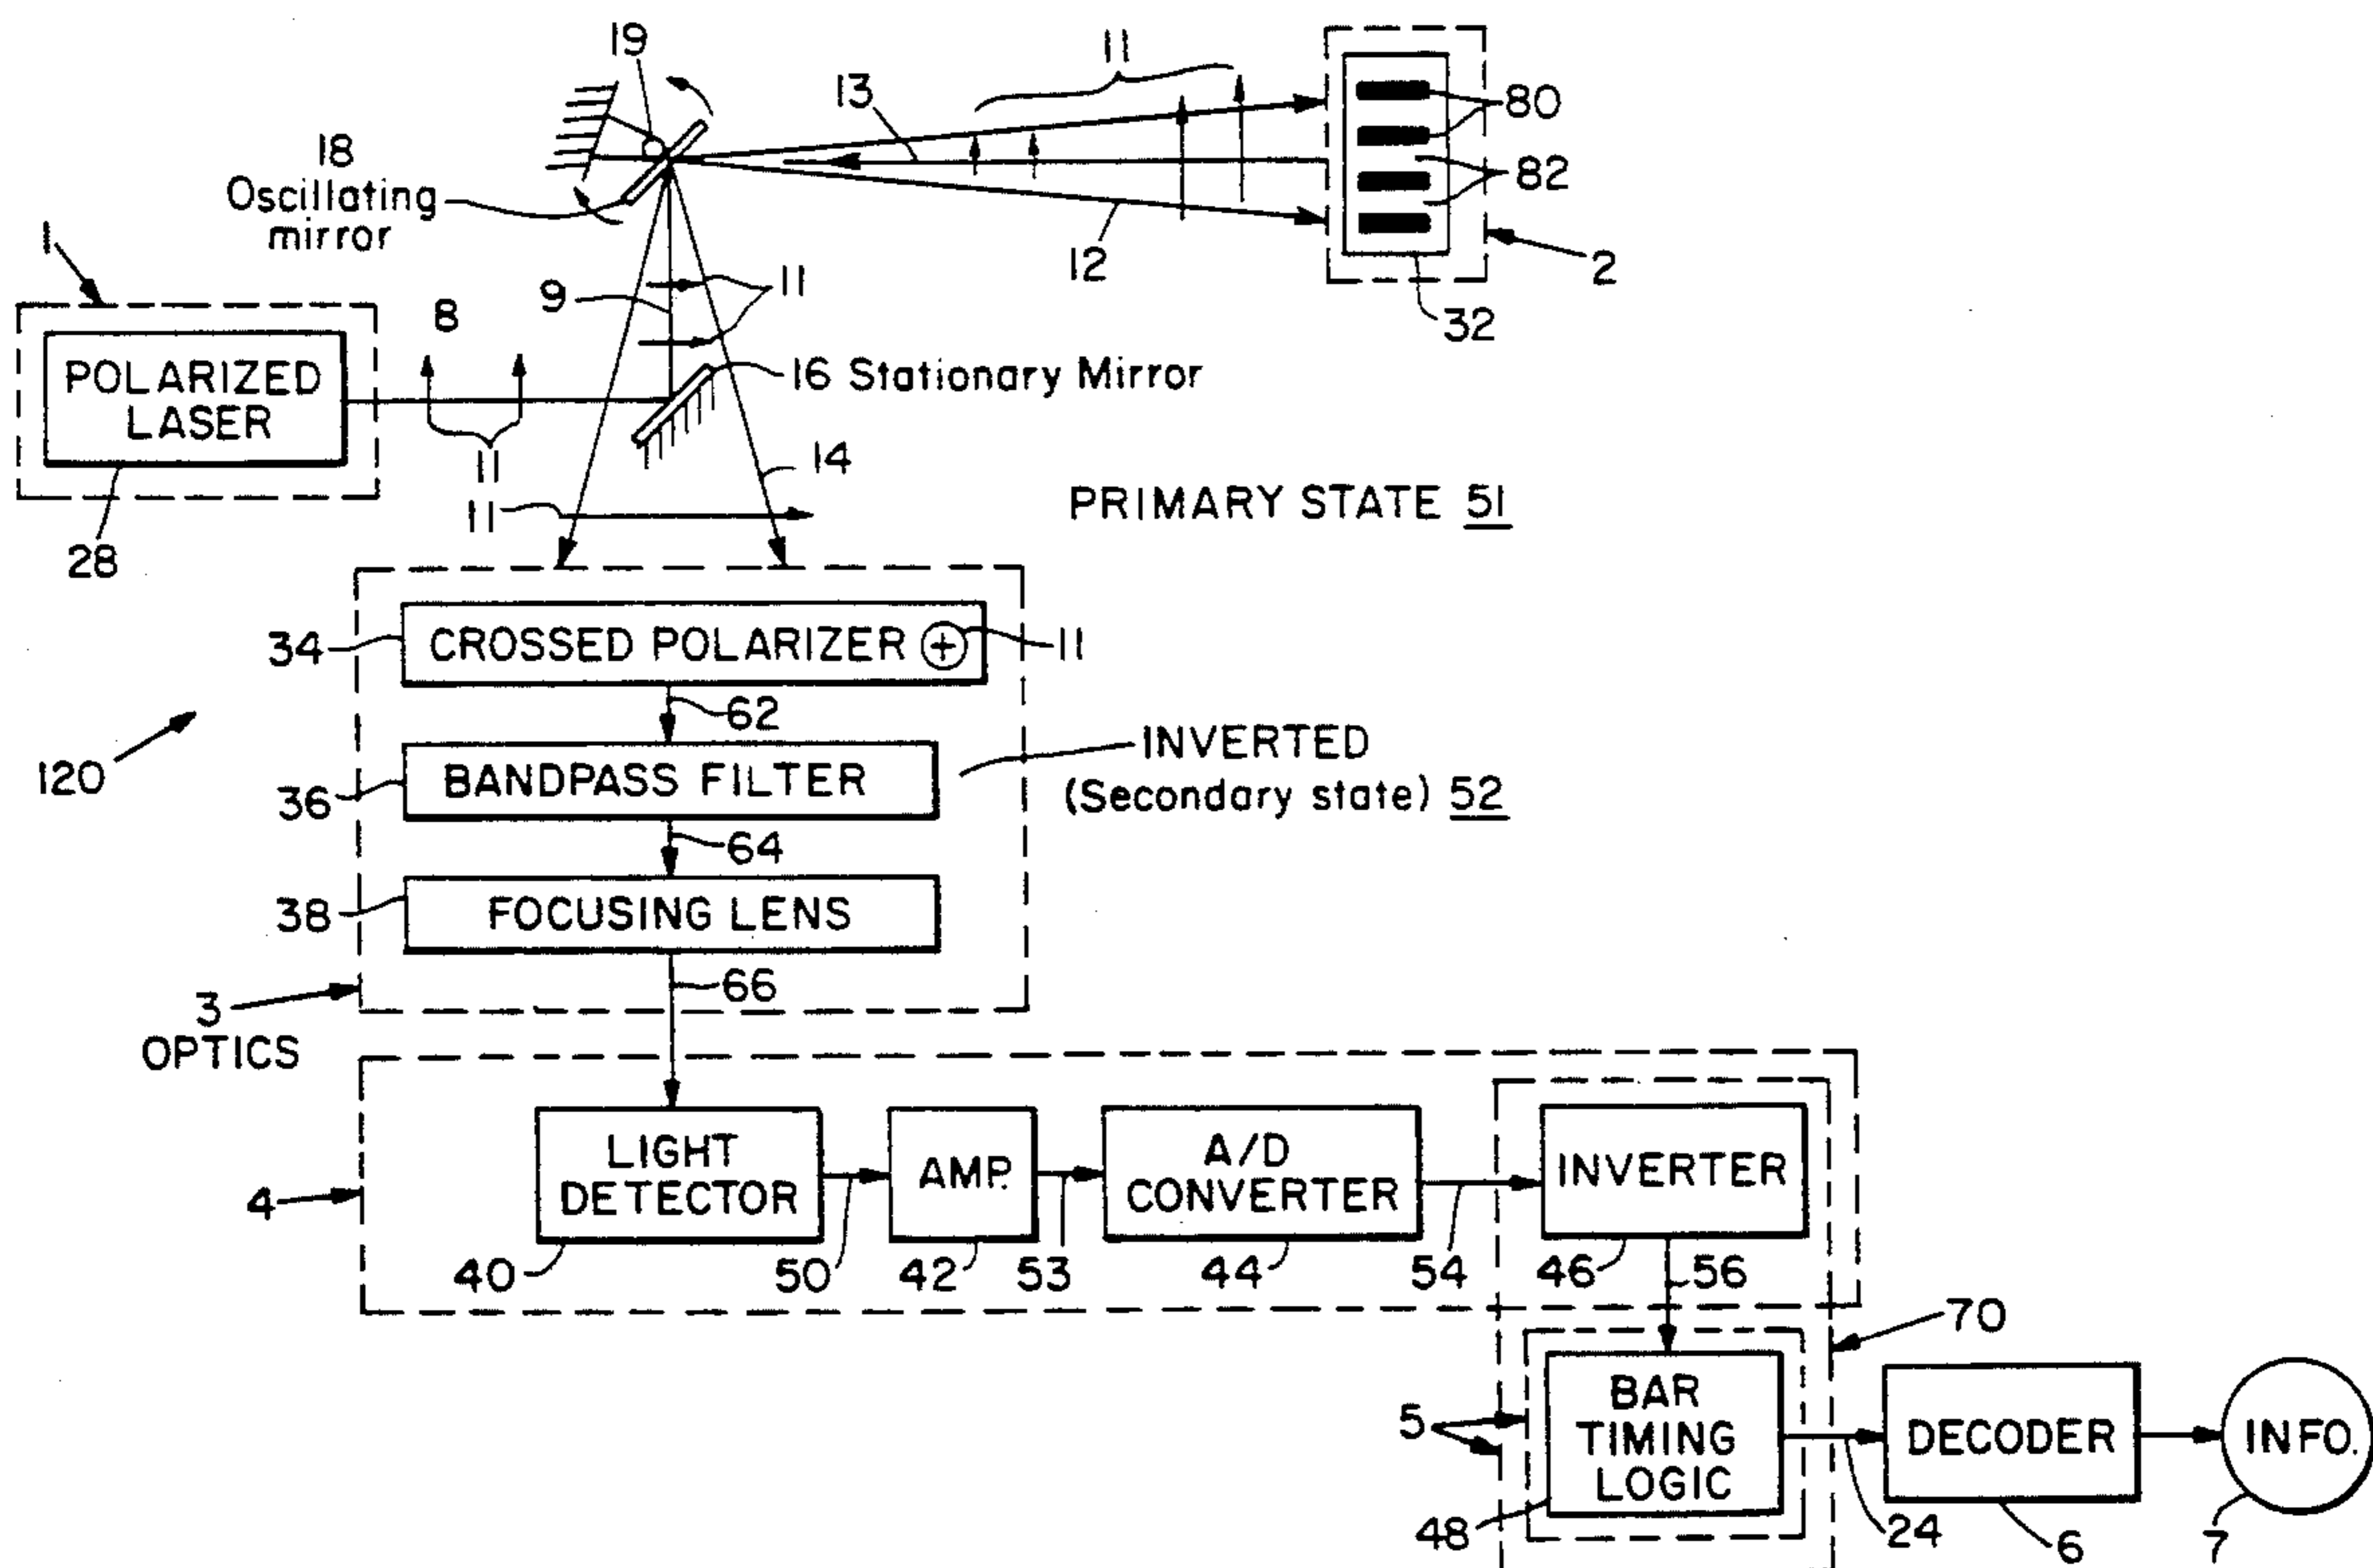 19
11
13
80
18
Oscillating
mirror
82
1
12
2
9
11
8
32
POLARIZED
LASER
16 Stationary Mirror
11
14
11
PRIMARY STATE 51
28
34
CROSSED POLARIZER +
11
62
INVERTED
(Secondary state) 52
120
36
BANDPASS FILTER
64
38
FOCUSING LENS
66
3
OPTICS
LIGHT
DETECTOR
AMP.
A/D
CONVERTER
INVERTER
4
40
50
42
53
44
54
46
56
70
5
BAR
TIMING
LOGIC
DECODER
INFO.
48
24
6
7